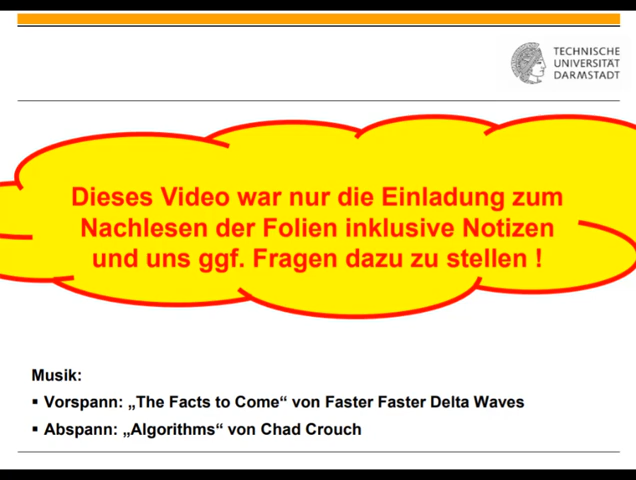 TECHNISCHE
UNIVERSITÄT
DARMSTADT
Dieses Video war nur die Einladung zum
Nachlesen der Folien inklusive Notizen
und uns ggf. Fragen dazu zu stellen !
Musik:
▪ Vorspann: „The Facts to Come“ von Faster Faster Delta Waves
▪ Abspann: „Algorithms“ von Chad Crouch